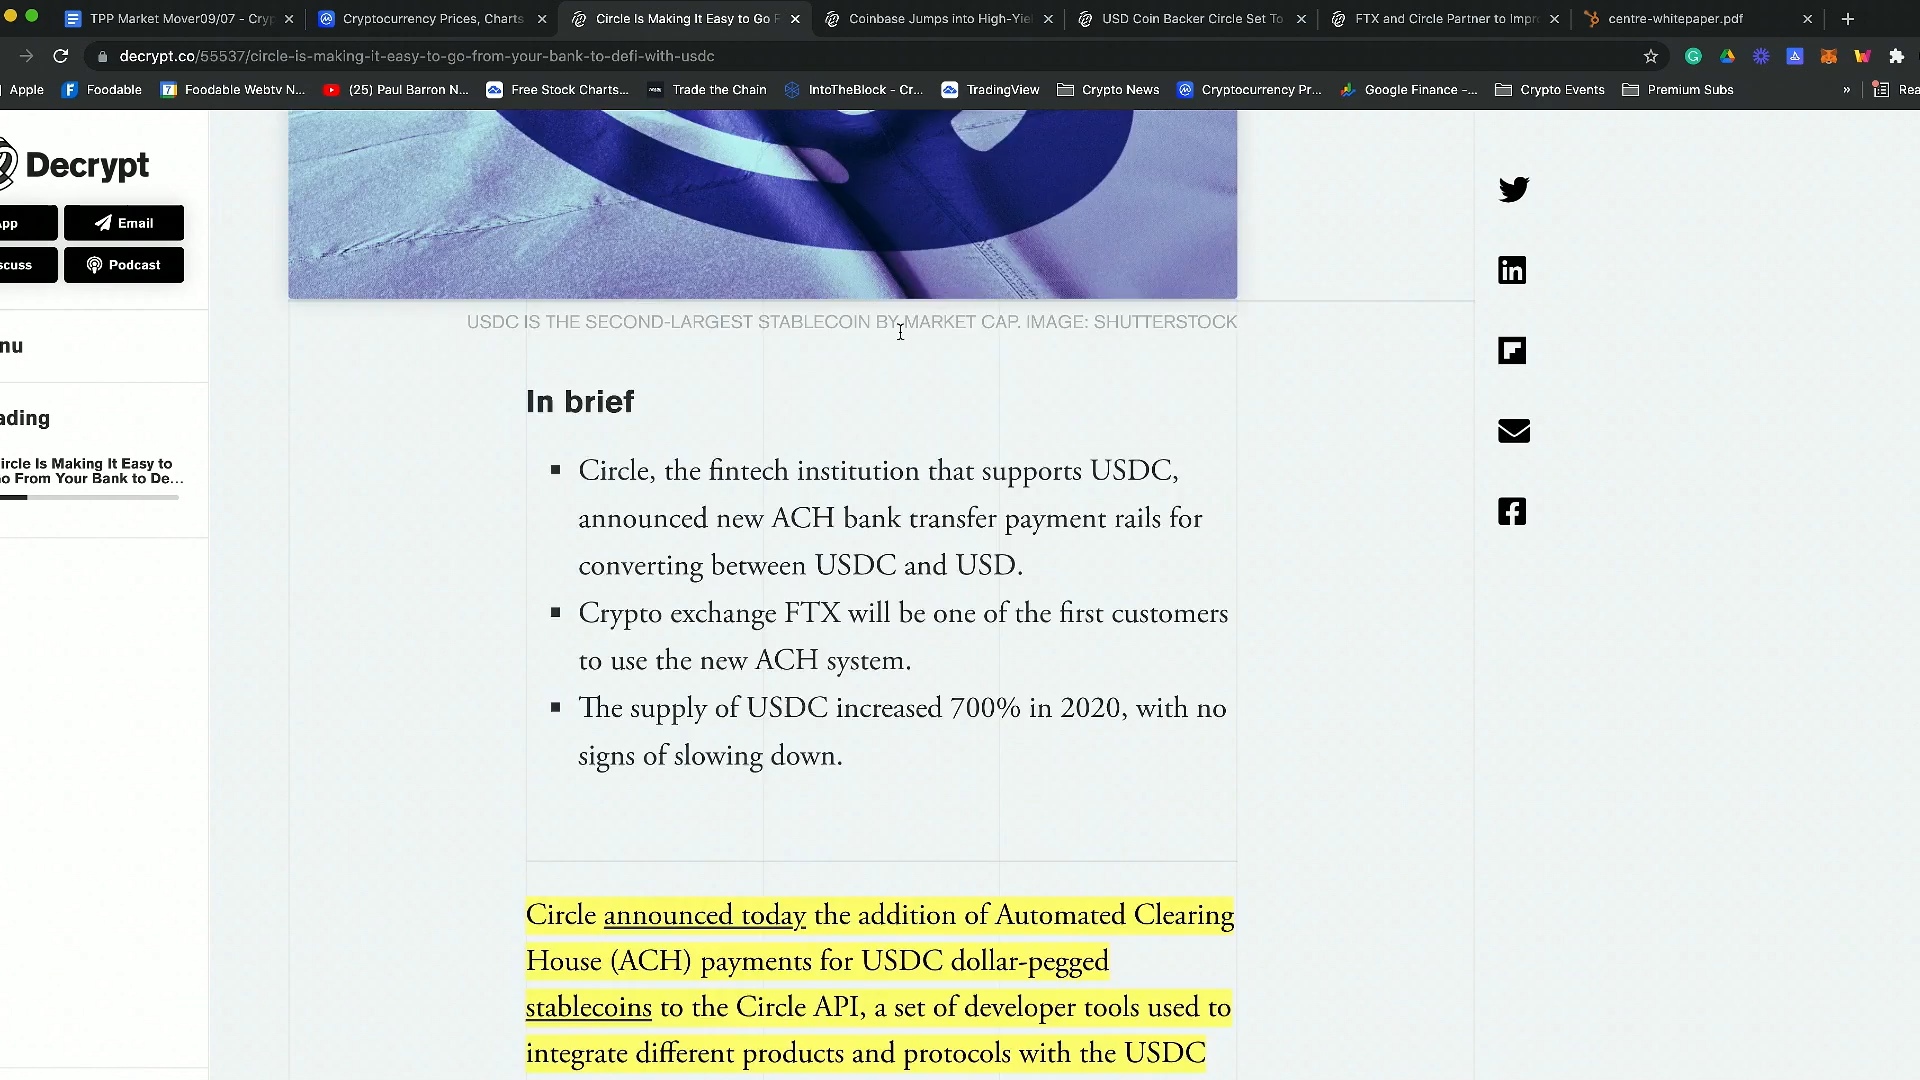 TPP Market Mover09/07 - Cryp
Cryptocurrency Prices, Charts
Circle Is Making It Easy to Go F
Coinbase Jumps into High-Yiel
USD Coin Backer Circle Set To
FTX and Circle Partner to Impr
centre-whitepaper.pdf
decrypt.co/55537/circle-is-making-it-easy-to-go-from-your-bank-to-defi-with-usdc
Apple
Foodable
Foodable Webtv N...
(25) Paul Barron N...
Free Stock Charts...
Trade the Chain
IntoTheBlock - Cr...
TradingView
Crypto News
Cryptocurrency Pr...
Google Finance -...
Crypto Events
Premium Subs
»
Rea
Decrypt
App
Email
scuss
Podcast
nu
ading
ircle Is Making It Easy to
o From Your Bank to De...
USDC IS THE SECOND-LARGEST STABLECOIN BY MARKET CAP. IMAGE: SHUTTERSTOCK
In brief
Circle, the fintech institution that supports USDC,
announced new ACH bank transfer payment rails for
converting between USDC and USD.
Crypto exchange FTX will be one of the first customers
to use the new ACH system.
The supply of USDC increased 700% in 2020, with no
signs of slowing down.
Circle announced today the addition of Automated Clearing
House (ACH) payments for USDC dollar-pegged
stablecoins to the Circle API, a set of developer tools used to
integrate different products and protocols with the USDC